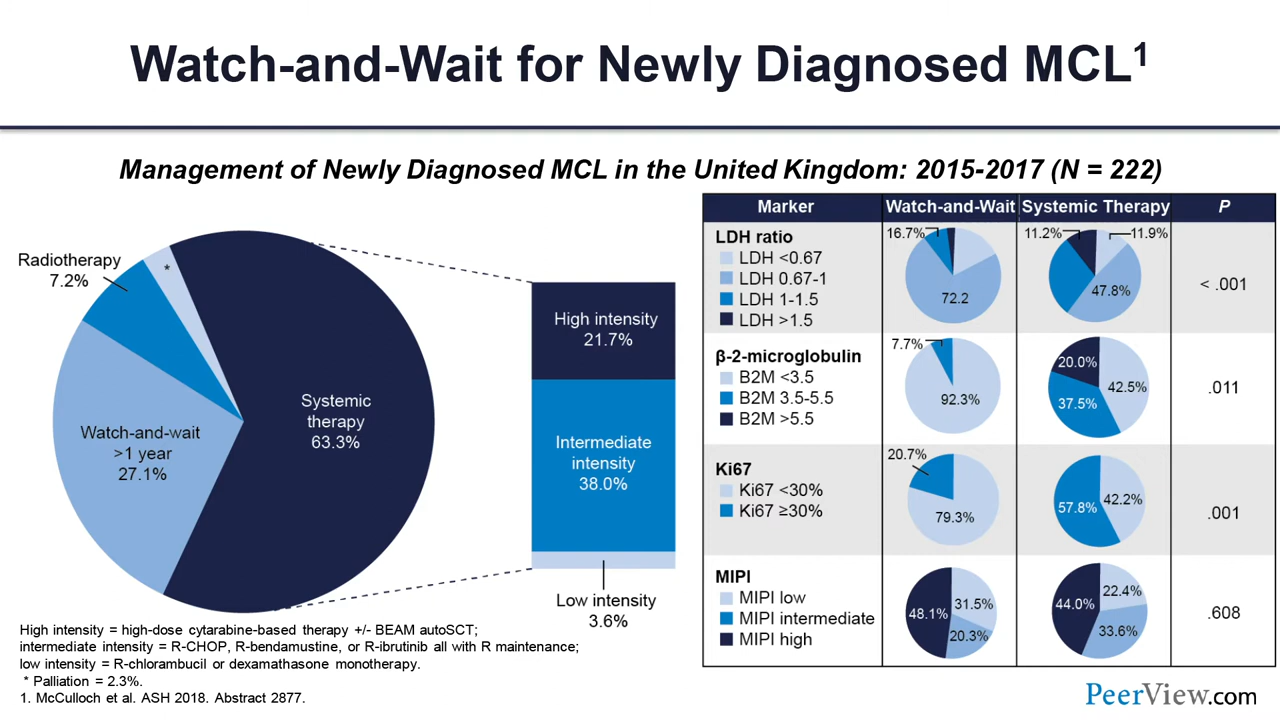 Watch-and-Wait for Newly Diagnosed MCL1
Management of Newly Diagnosed MCL in the United Kingdom: 2015-2017 (N = 222)
Radiotherapy
7.2%
*
Watch-and-wait
>1 year
27.1%
Systemic
therapy
63.3%
High intensity
21.7%
Intermediate
intensity
38.0%
Low intensity
3.6%
Marker Watch-and-Wait Systemic Therapy P
LDH ratio
LDH <0.67
LDH 0.67-1
LDH 1-1.5
LDH >1.5
16.7%
72.2
11.2%
11.9%
47.8%
< .001
β-2-microglobulin
B2M <3.5
B2M 3.5-5.5
B2M >5.5
7.7%
92.3%
20.0%
42.5%
37.5%
.011
Ki67
Ki67 <30%
Ki67 ≥30%
20.7%
79.3%
57.8%
42.2%
.001
MIPI
MIPI low
MIPI intermediate
MIPI high
48.1%
31.5%
20.3%
44.0%
22.4%
33.6%
.608
High intensity = high-dose cytarabine-based therapy +/- BEAM autoSCT;
intermediate intensity = R-CHOP, R-bendamustine, or R-ibrutinib all with R maintenance;
low intensity = R-chlorambucil or dexamathasone monotherapy.
* Palliation = 2.3%.
1. McCulloch et al. ASH 2018. Abstract 2877.
PeerView.com